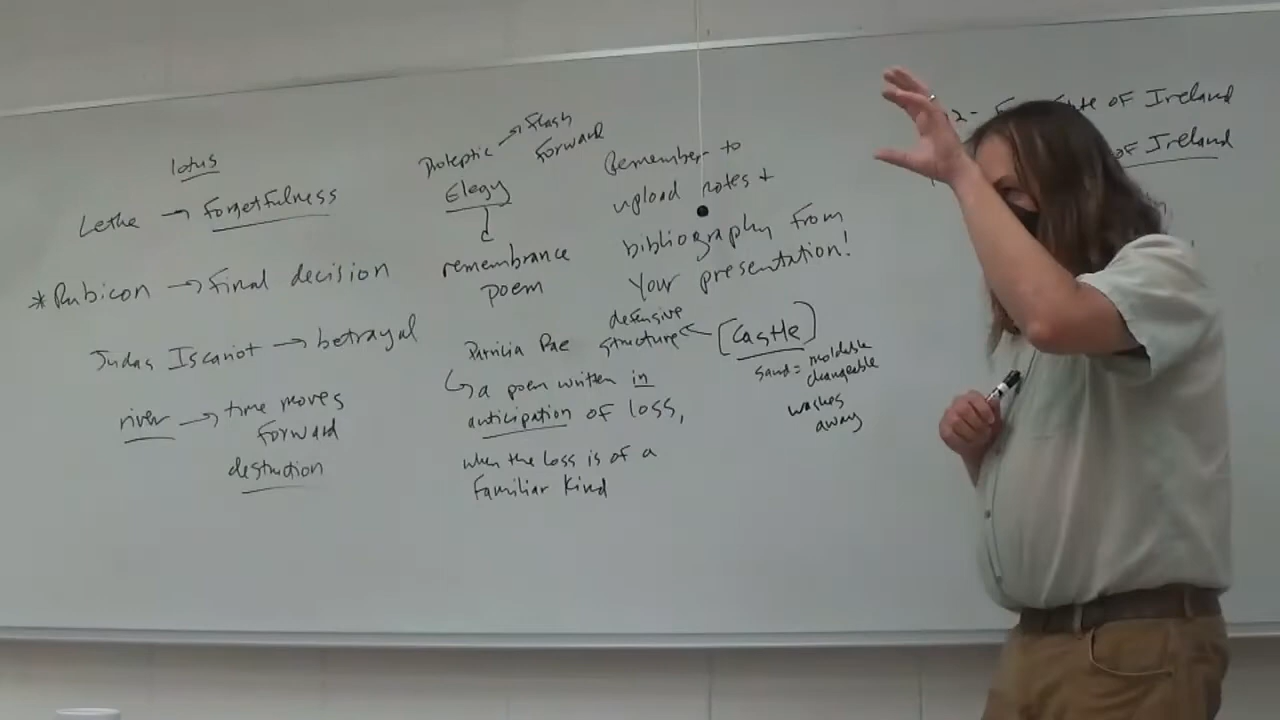 lotus
Lethe → Forgetfulness
*Rubicon → Final decision
Judas Iscariot → betrayal
river → time moves
Forward
destruction
Proleptic → Flash
Forward
Elegy
remembrance
poem
Patricia Rae
a poem written in
anticipation of loss,
when the loss is of a
Familiar Kind
Remember to
upload notes +
bibliography From
Your presentation!
[Castle]
defensive
structure
sand = moldable
changeable
washes
away
of Ireland
of Ireland